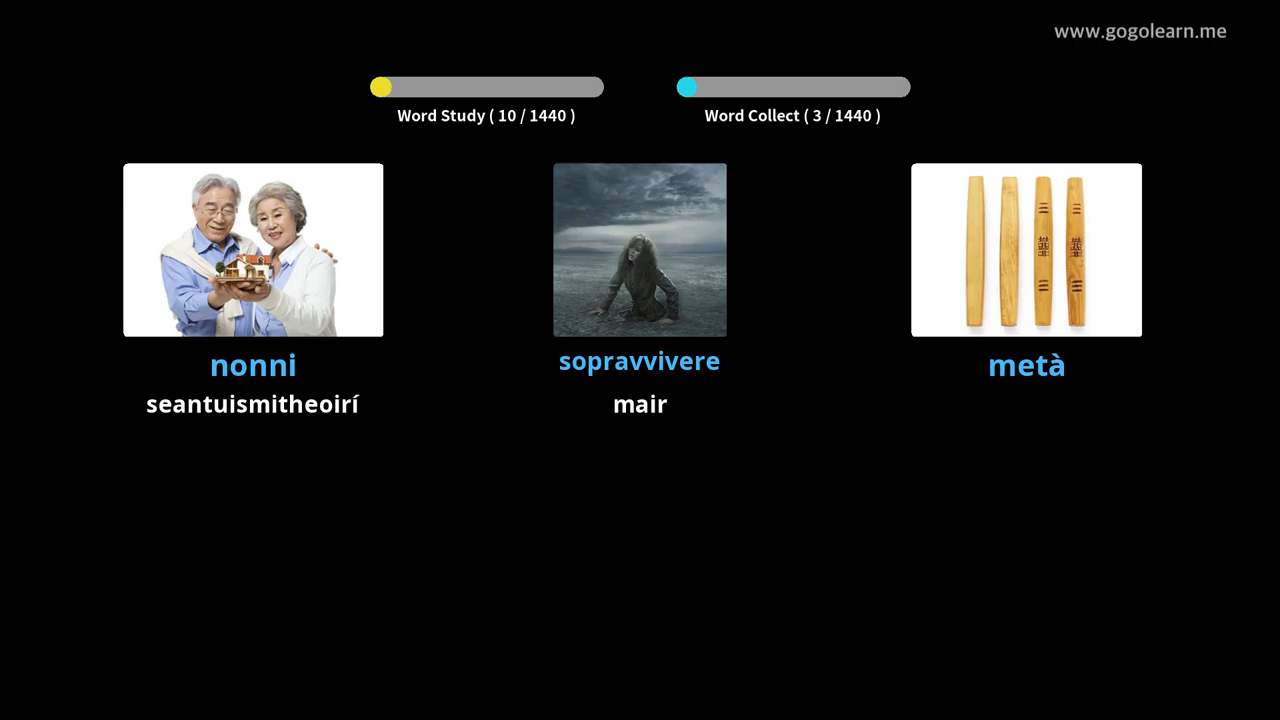 www.gogolearn.me
Word Study ( 10 / 1440 )
Word Collect ( 3 / 1440 )
nonni
sopravvivere
metà
seantuismitheoirí
mair